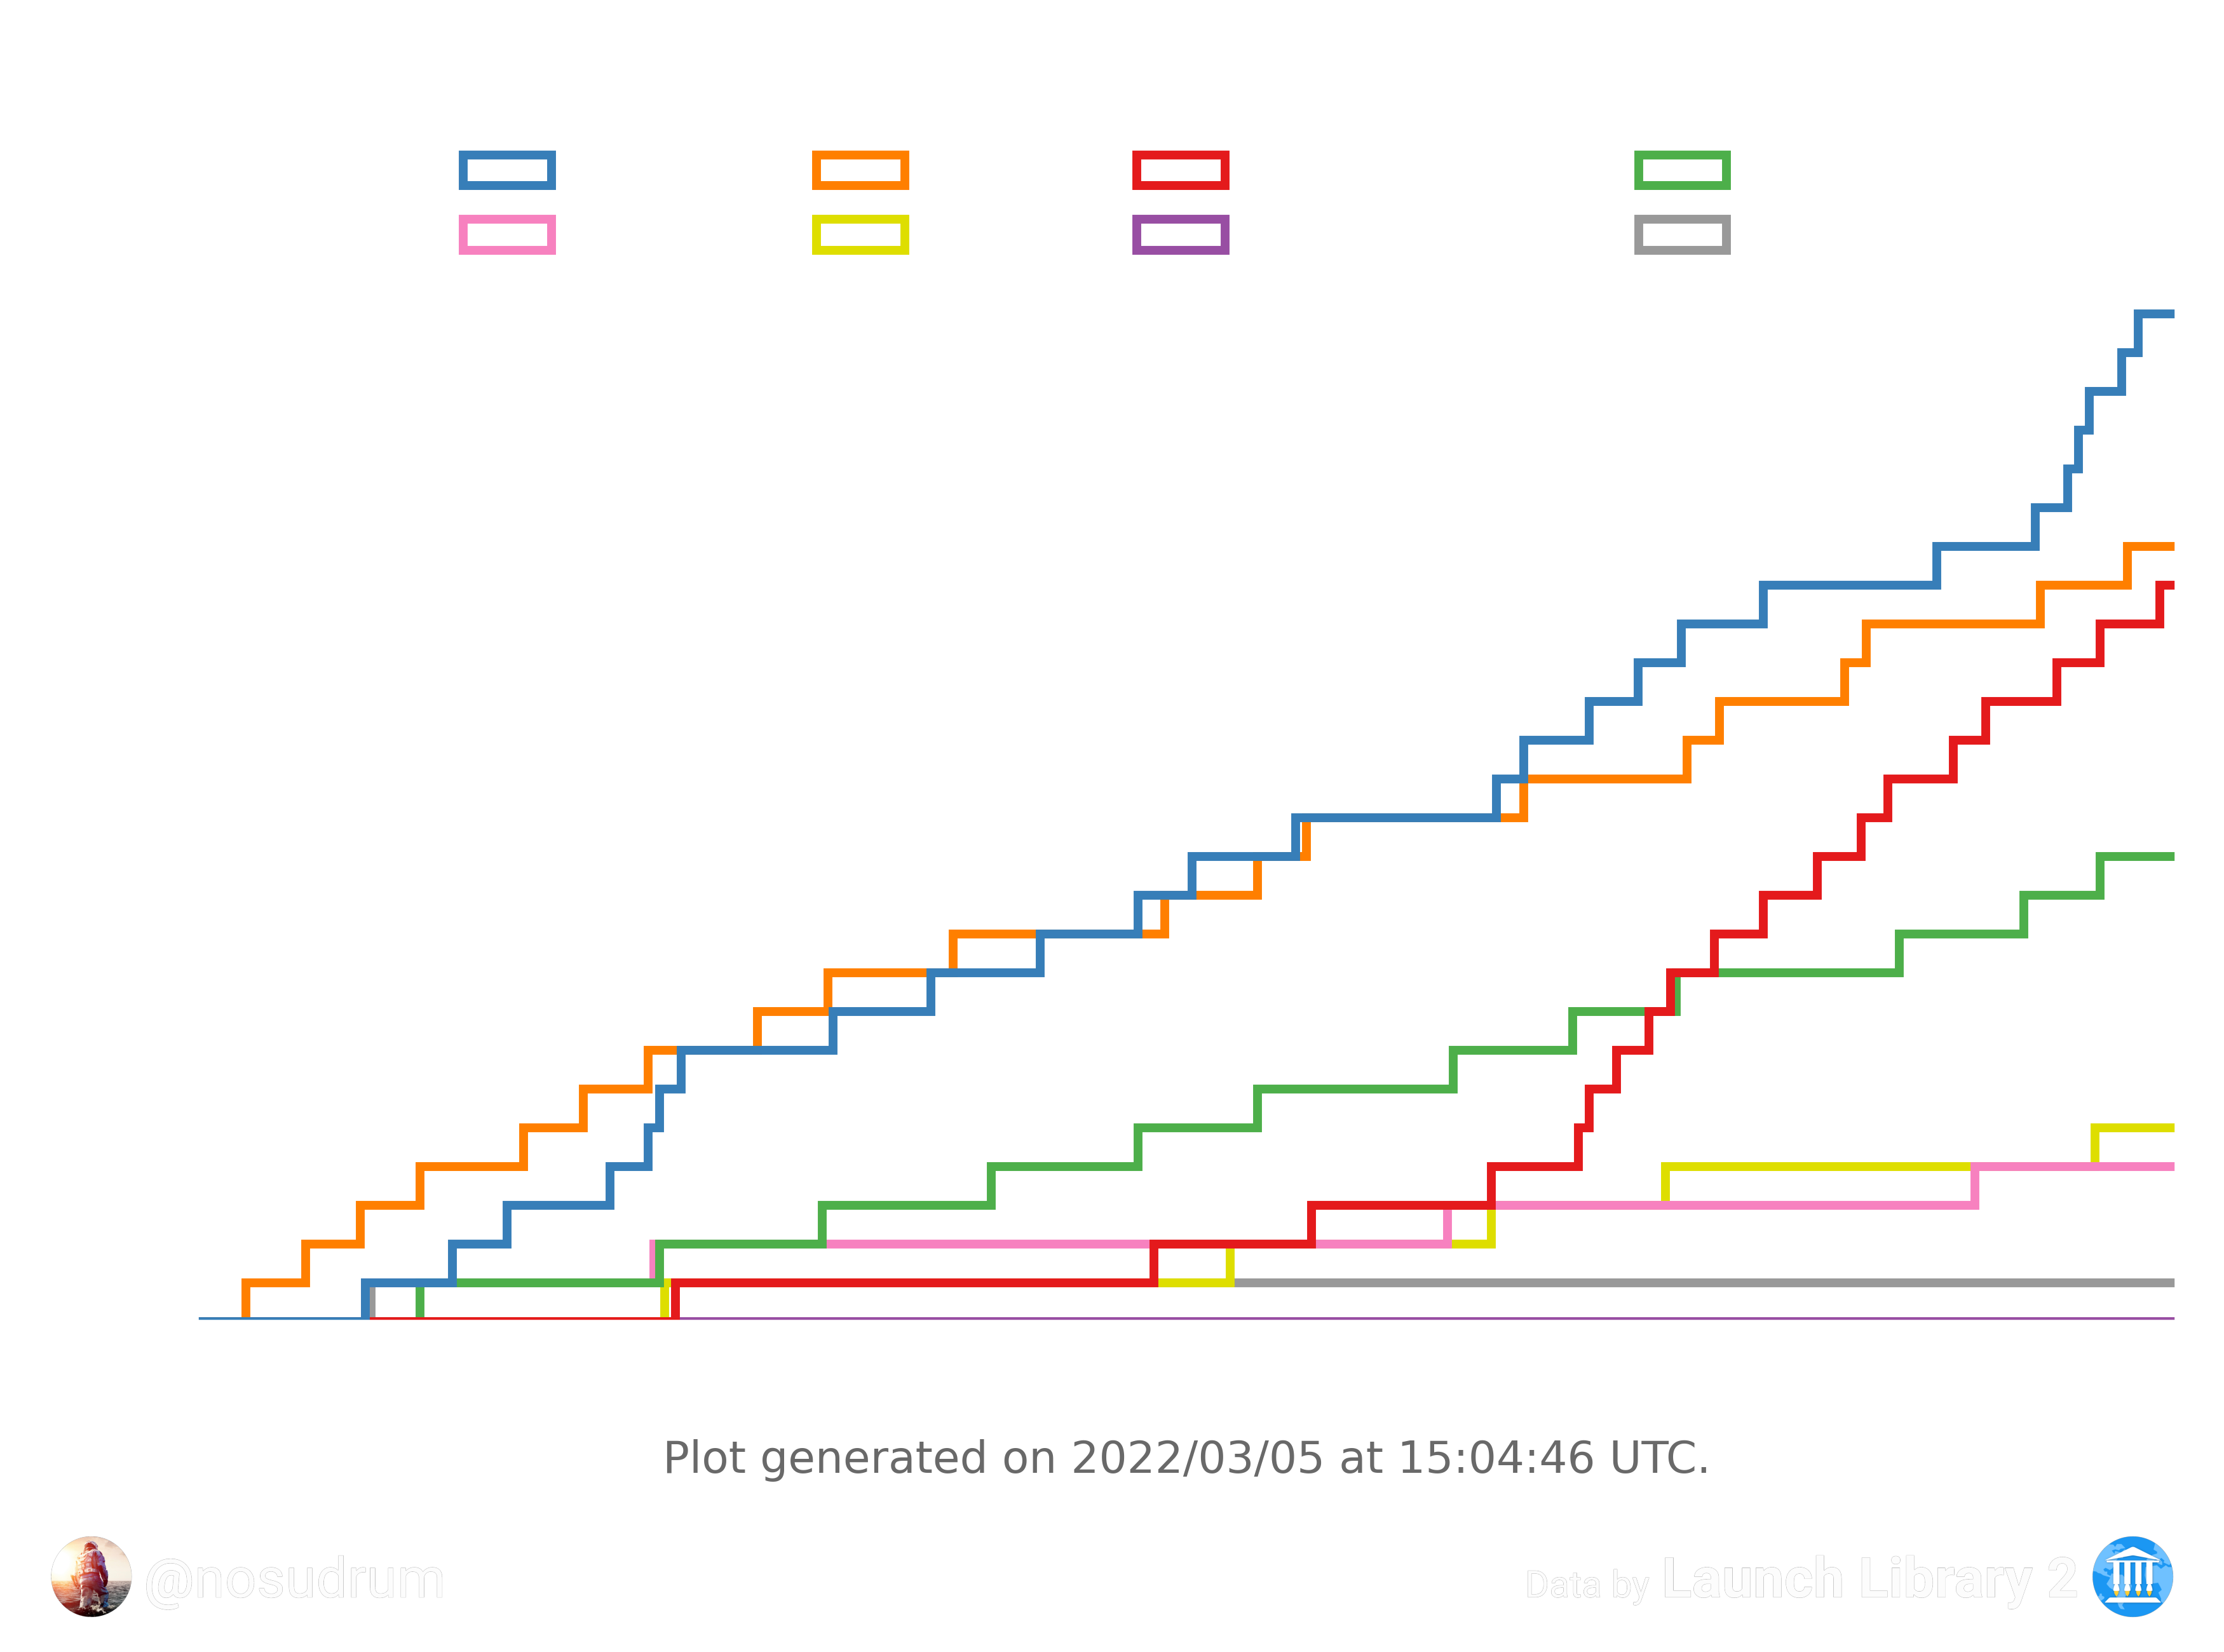 Plot generated on 2022/03/05 at 15:04:46 UTC.
@nosudrum
Data by Launch Library 2